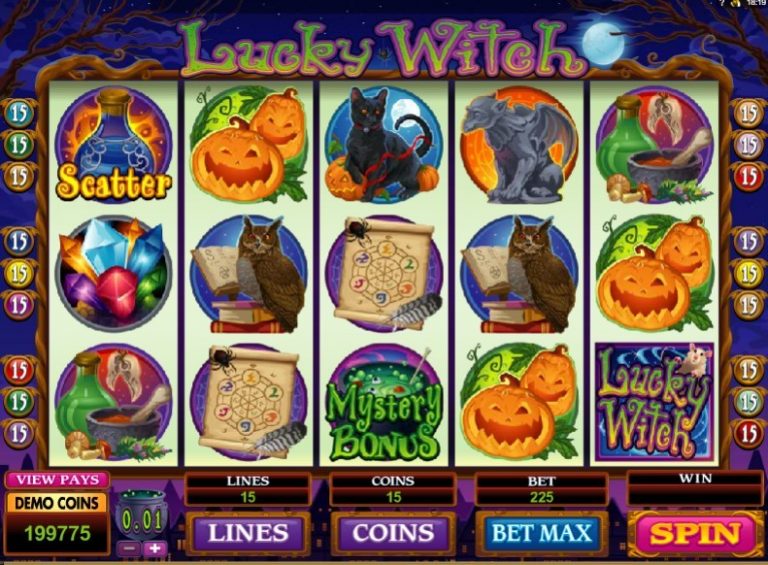 ? 18:19
Lucky Witch
15 15
15 15
15 Scatter 15
15 15
15 15
15 15
15 15
15 Mystery Lucky 15
15 Bonus Witch 15
VIEW PAYS LINES COINS BET WIN
DEMO COINS 15 15 225
199775 0.01 LINES COINS BET MAX SPIN
- +